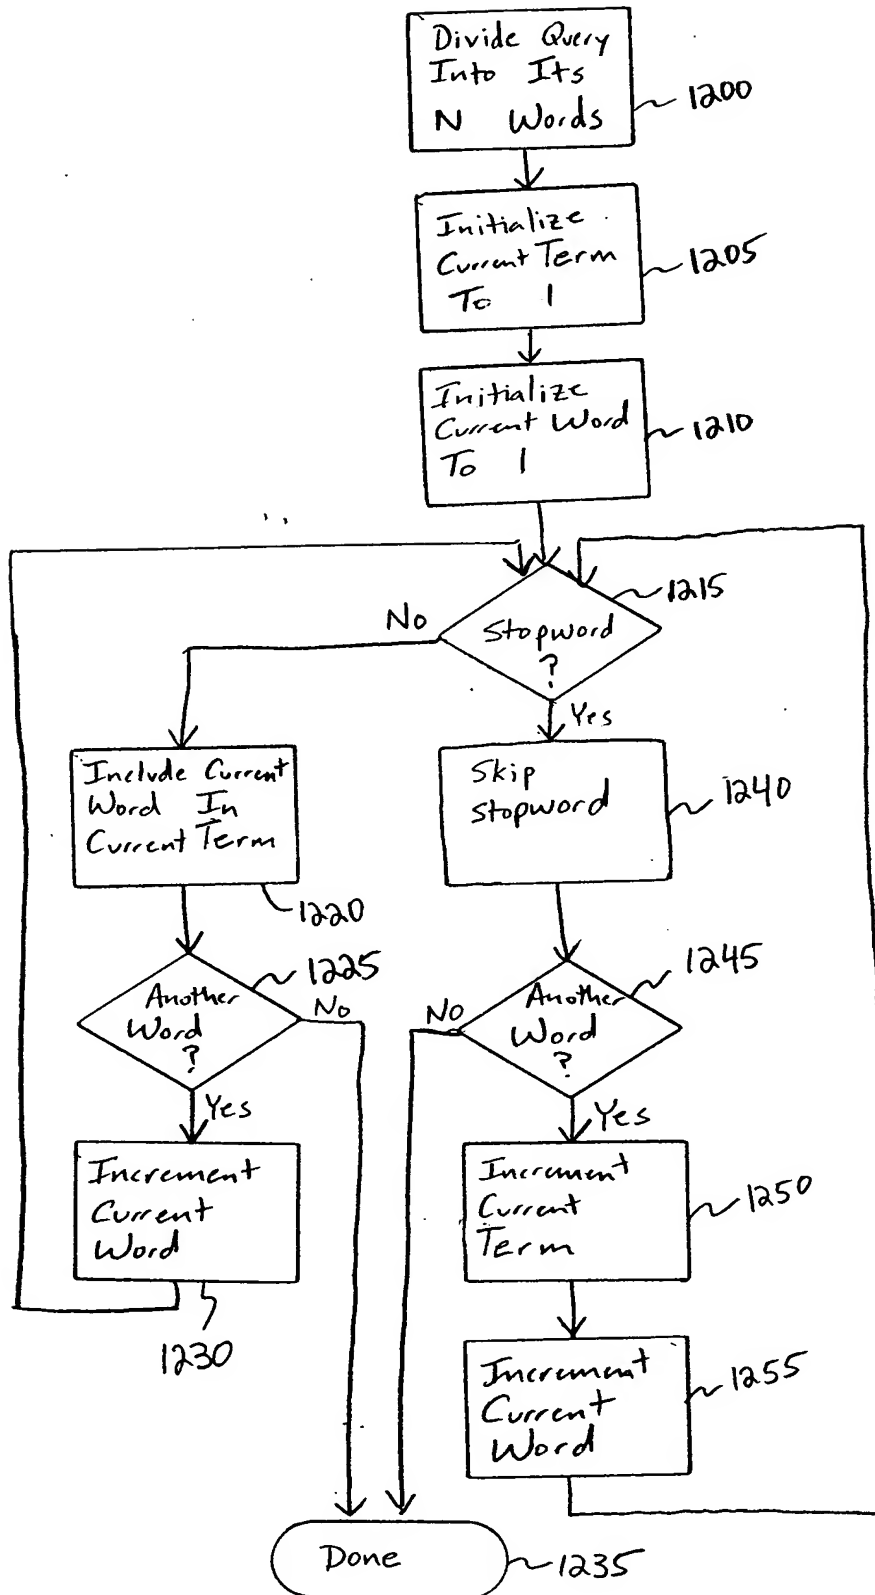 Divide Query
Into Its
N Words
1200
Initialize
Current Term
To 1
1205
Initialize
Current Word
To 1
1210
Stopword
?
1215
No
Yes
Include Current
Word In
Current Term
1220
Skip
Stopword
1240
Another
Word
?
1225
No
Yes
Another
Word
?
1245
No
Yes
Increment
Current
Word
1230
Increment
Current
Term
1250
Increment
Current
Word
1255
Done
1235